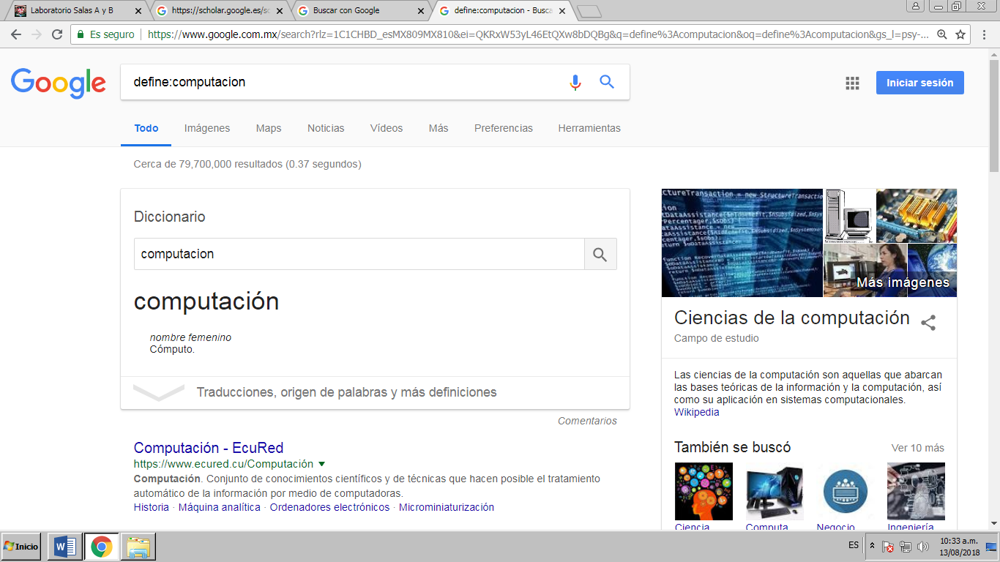 Laboratorio Salas A y B
https://scholar.google.es/sc
Buscar con Google
define:computacion - Busca
Es seguro
https://www.google.com.mx/search?rlz=1C1CHBD_esMX809MX810&ei=QKRxW53yL46EtQXw8bDQBg&q=define%3Acomputacion&oq=define%3Acomputacion&gs_l=psy-...
Google
define:computacion
Iniciar sesión
Todo
Imágenes
Maps
Noticias
Vídeos
Más
Preferencias
Herramientas
Cerca de 79,700,000 resultados (0.37 segundos)
Diccionario
computacion
computación
nombre femenino
Cómputo.
Traducciones, origen de palabras y más definiciones
Comentarios
Computación - EcuRed
https://www.ecured.cu/Computación
Computación. Conjunto de conocimientos científicos y de técnicas que hacen posible el tratamiento
automático de la información por medio de computadoras.
Historia · Máquina analítica · Ordenadores electrónicos · Microminiaturización
Más imágenes
Ciencias de la computación
Campo de estudio
Las ciencias de la computación son aquellas que abarcan
las bases teóricas de la información y la computación, así
como su aplicación en sistemas computacionales.
Wikipedia
También se buscó
Ver 10 más
Ciencia
Computa...
Negocio
Ingeniería
Inicio
ES
10:33 a.m.
13/08/2018